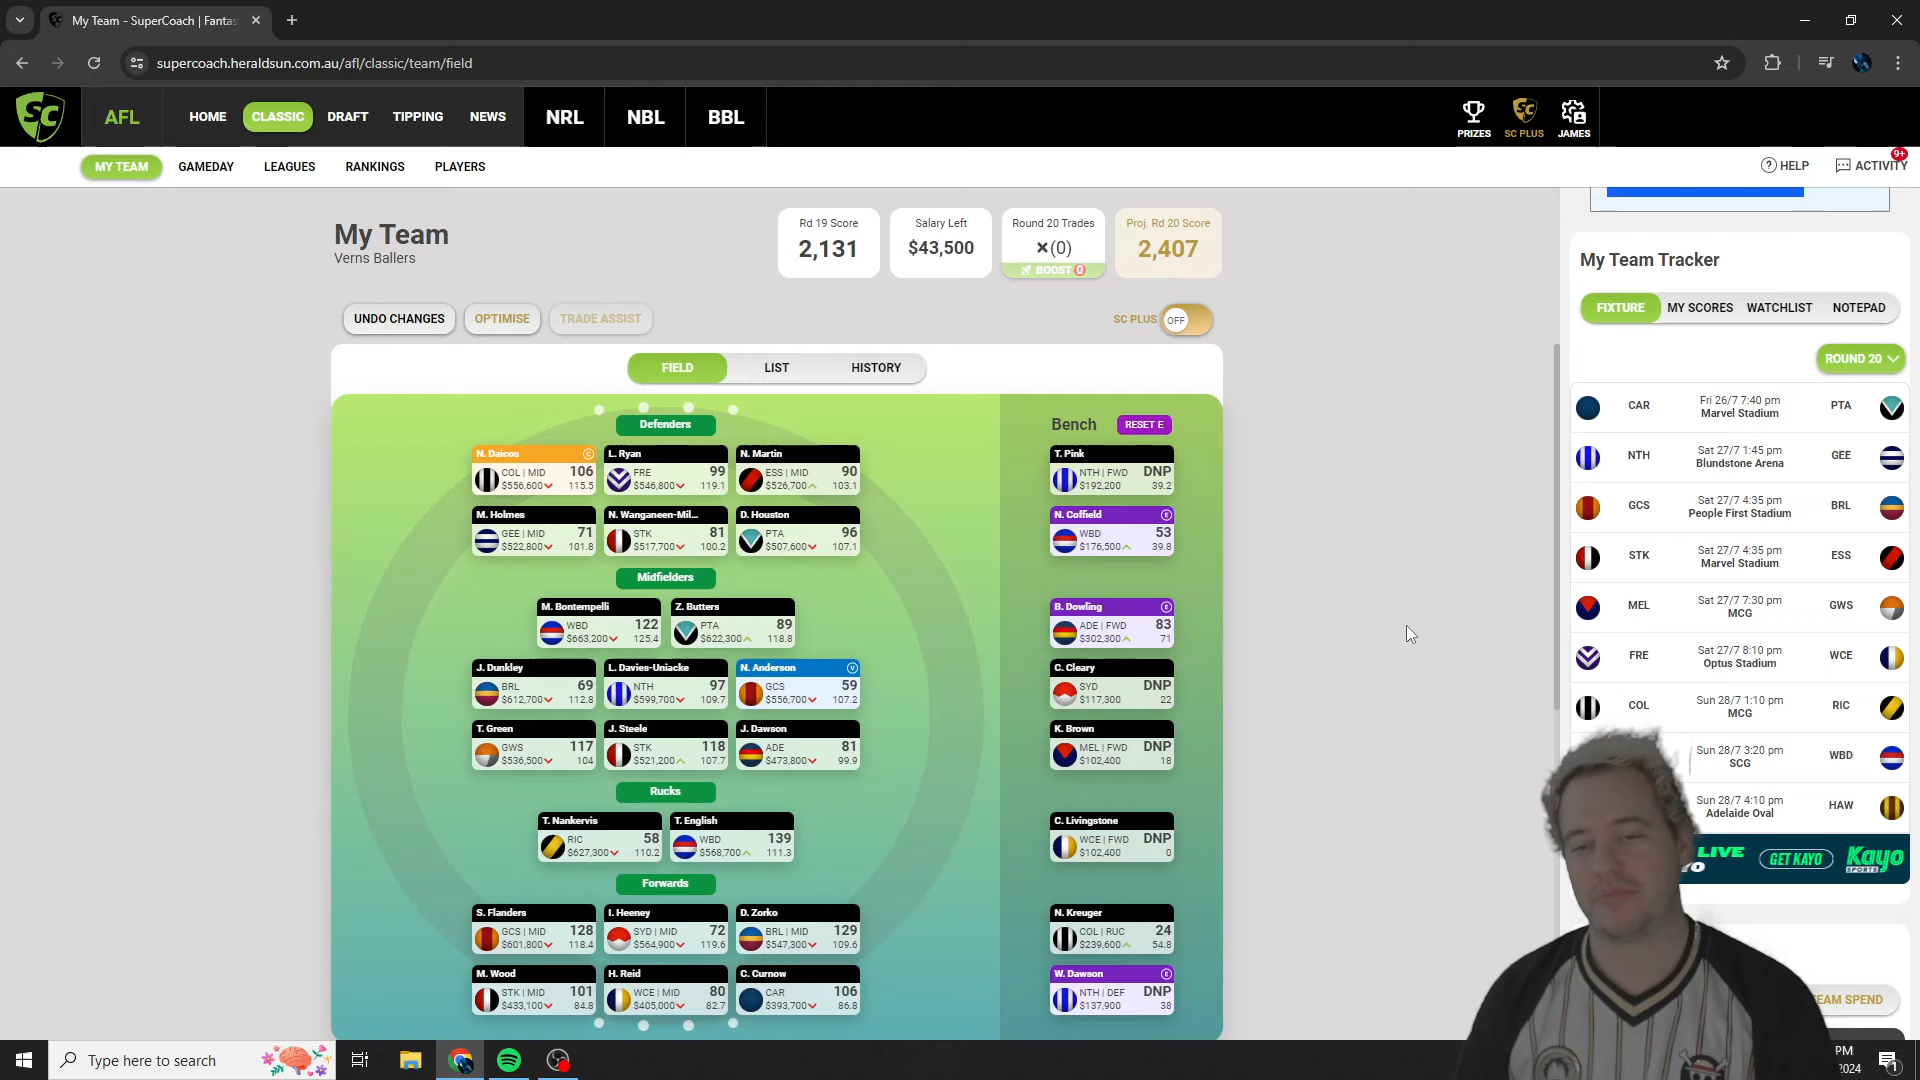 My Team - SuperCoach | Fantas
supercoach.heraldsun.com.au/afl/classic/team/field
SC AFL HOME CLASSIC DRAFT TIPPING NEWS NRL NBL BBL PRIZES SC PLUS JAMES
MY TEAM GAMEDAY LEAGUES RANKINGS PLAYERS HELP ACTIVITY 9+
My Team
Verns Ballers
Rd 19 Score
2,131
Salary Left
$43,500
Round 20 Trades
×(0)
BOOST 0
Proj. Rd 20 Score
2,407
UNDO CHANGES OPTIMISE TRADE ASSIST SC PLUS OFF
FIELD LIST HISTORY
Defenders
N. Daicos C
COL | MID 106
$556,600 115.5
L. Ryan
FRE 99
$546,800 119.1
N. Martin
ESS | MID 90
$526,700 103.1
M. Holmes
GEE | MID 71
$522,800 101.8
N. Wanganeen-Mil...
STK 81
$517,700 100.2
D. Houston
PTA 96
$507,600 107.1
Midfielders
M. Bontempelli
WBD 122
$663,200 125.4
Z. Butters
PTA 89
$622,300 118.8
J. Dunkley
BRL 69
$612,700 112.8
L. Davies-Uniacke
NTH 97
$599,700 109.7
N. Anderson V
GCS 59
$556,700 107.2
T. Green
GWS 117
$536,500 104
J. Steele
STK 118
$521,200 107.7
J. Dawson
ADE 81
$473,800 99.9
Rucks
T. Nankervis
RIC 58
$627,300 110.2
T. English
WBD 139
$568,700 111.3
Forwards
S. Flanders
GCS | MID 128
$601,800 118.4
I. Heeney
SYD | MID 72
$564,900 119.6
D. Zorko
BRL | MID 129
$547,300 109.6
M. Wood
STK | MID 101
$433,100 84.8
H. Reid
WCE | MID 80
$405,000 82.7
C. Curnow
CAR 106
$393,700 86.8
Bench RESET E
T. Pink
NTH | FWD DNP
$192,200 39.2
N. Coffield E
WBD 53
$176,500 39.8
B. Dowling E
ADE | FWD 83
$302,300 71
C. Cleary
SYD DNP
$117,300 22
K. Brown
MEL | FWD DNP
$102,400 18
C. Livingstone
WCE | FWD DNP
$102,400 0
N. Kreuger
COL | RUC 24
$239,600 54.8
W. Dawson E
NTH | DEF DNP
$137,900 38
My Team Tracker
FIXTURE MY SCORES WATCHLIST NOTEPAD
ROUND 20
CAR Fri 26/7 7:40 pm PTA
Marvel Stadium
NTH Sat 27/7 1:45 pm GEE
Blundstone Arena
GCS Sat 27/7 4:35 pm BRL
People First Stadium
STK Sat 27/7 4:35 pm ESS
Marvel Stadium
MEL Sat 27/7 7:30 pm GWS
MCG
FRE Sat 27/7 8:10 pm WCE
Optus Stadium
COL Sun 28/7 1:10 pm RIC
MCG
Sun 28/7 3:20 pm WBD
SCG
Sun 28/7 4:10 pm HAW
Adelaide Oval
LIVE
GET KAYO
Kayo
SPORTS
EAM SPEND
Type here to search
PM
2024
1